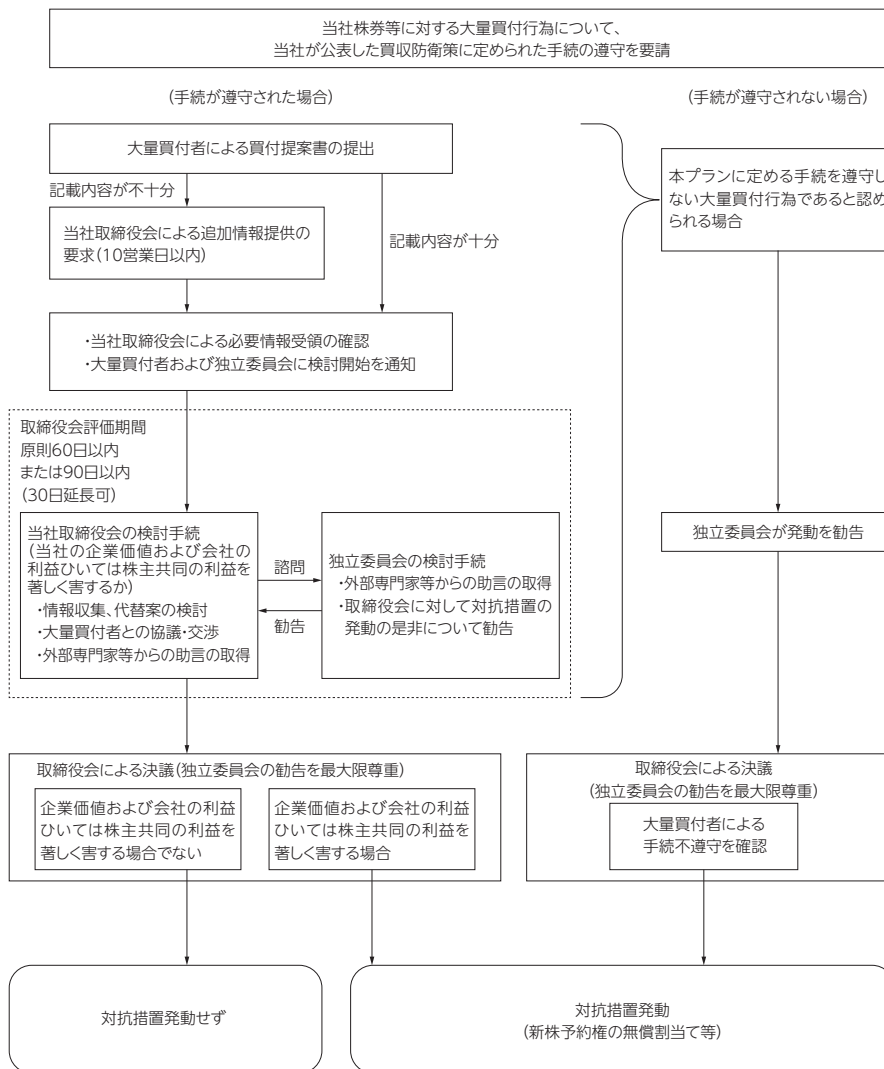 当社株券等に対する大量買付行為について、
当社が公表した買収防衛策に定められた手続の遵守を要請
(手続が遵守された場合)
(手続が遵守されない場合)
大量買付者による買付提案書の提出
記載内容が不十分
当社取締役会による追加情報提供の
要求(10営業日以内)
記載内容が十分
・当社取締役会による必要情報受領の確認
・大量買付者および独立委員会に検討開始を通知
本プランに定める手続を遵守し
ない大量買付行為であると認め
られる場合
取締役会評価期間
原則60日以内
または90日以内
(30日延長可)
当社取締役会の検討手続
(当社の企業価値および会社の
利益ひいては株主共同の利益を
著しく害するか)
・情報収集、代替案の検討
・大量買付者との協議・交渉
・外部専門家等からの助言の取得
諮問
勧告
独立委員会の検討手続
・外部専門家等からの助言の取得
・取締役会に対して対抗措置の
発動の是非について勧告
独立委員会が発動を勧告
取締役会による決議(独立委員会の勧告を最大限尊重)
企業価値および会社の利益
ひいては株主共同の利益を
著しく害する場合でない
企業価値および会社の利益
ひいては株主共同の利益を
著しく害する場合
取締役会による決議
(独立委員会の勧告を最大限尊重)
大量買付者による
手続不遵守を確認
対抗措置発動せず
対抗措置発動
(新株予約権の無償割当て等)